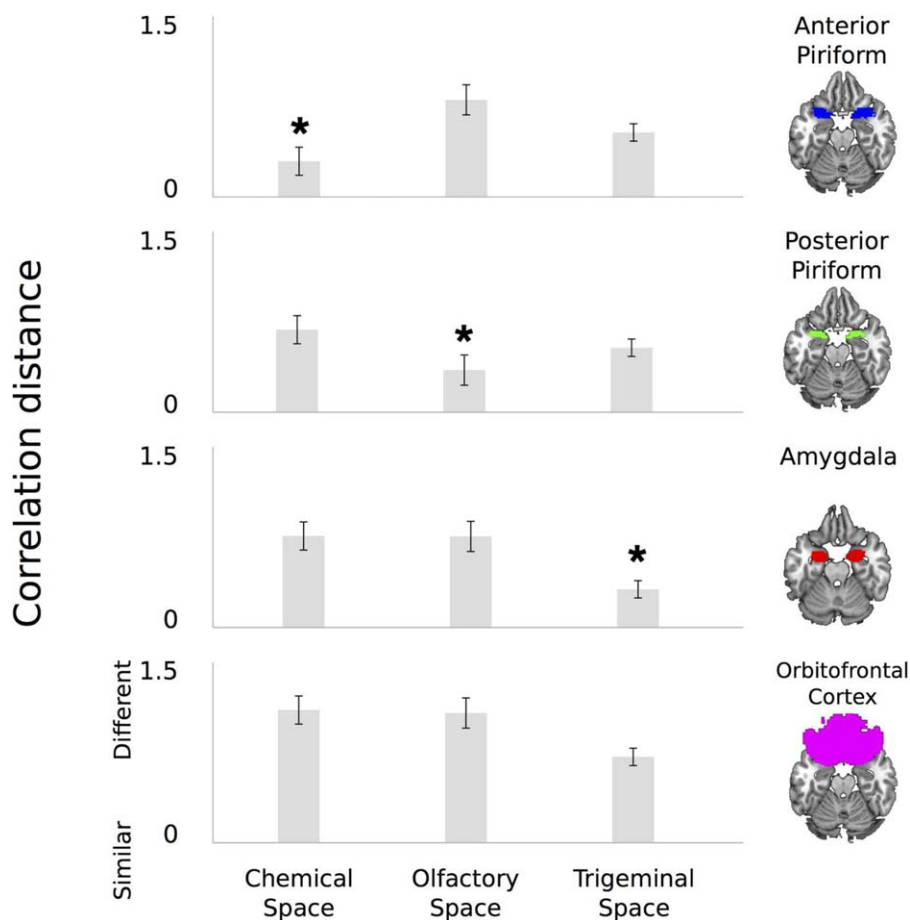 Correlation distance
1.5
0
*
Anterior
Piriform
1.5
0
*
Posterior
Piriform
1.5
0
*
Amygdala
Different
Similar
1.5
0
Orbitofrontal
Cortex
Chemical
Space
Olfactory
Space
Trigeminal
Space